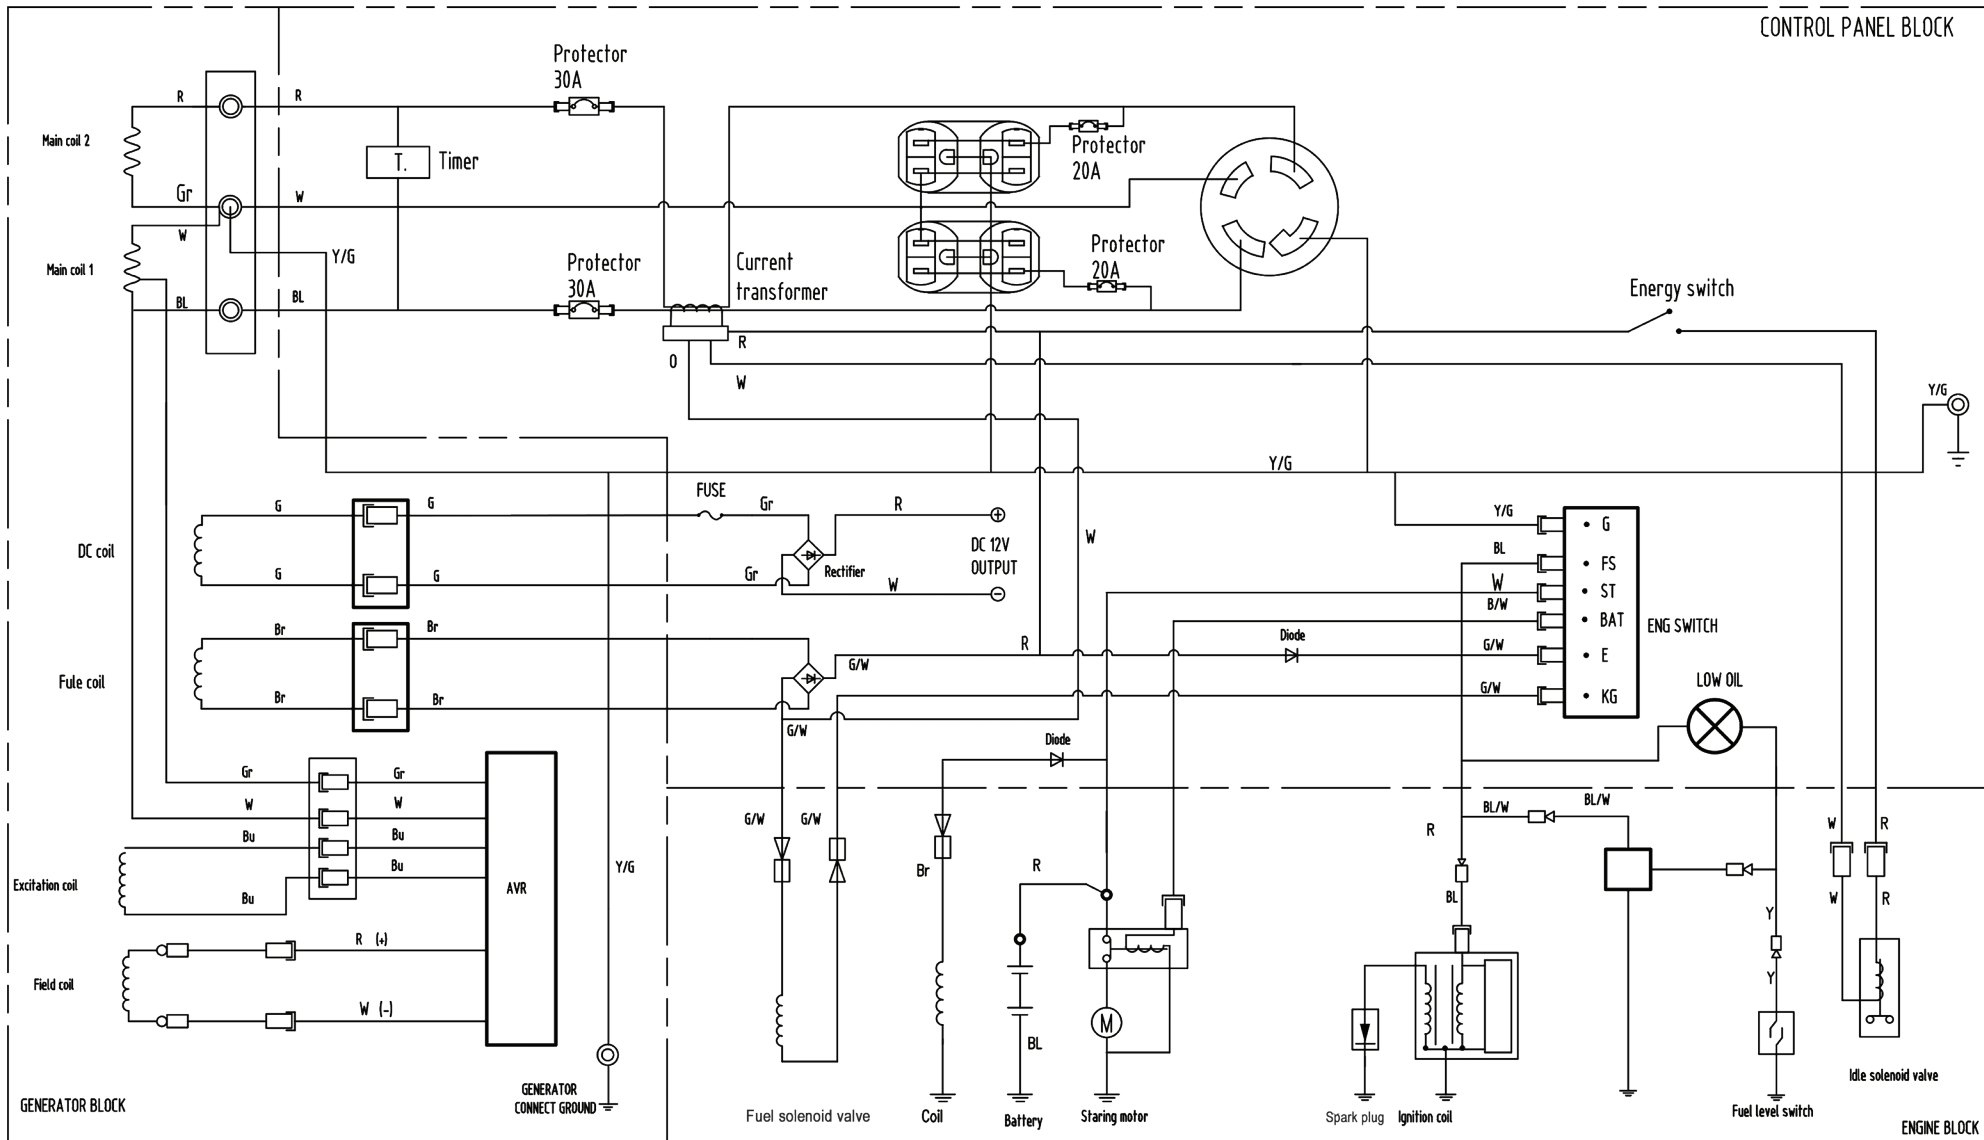 CONTROL PANEL BLOCK
Protector
30A
R
R
Main coil 2
T.
Timer
Protector
20A
Gr
W
W
Y/G
Main coil 1
Protector
30A
Current
transformer
Protector
20A
BL
BL
Energy switch
R
O
W
Y/G
Y/G
FUSE
G
G
Gr
R
DC coil
DC 12V
OUTPUT
Rectifier
W
G
G
Gr
W
Y/G
G
BL
FS
W
ST
B/W
BAT
ENG SWITCH
Br
Br
R
Diode
G/W
E
G/W
Fule coil
Br
Br
G/W
KG
LOW OIL
G/W
Diode
Gr
Gr
W
W
Bu
Bu
G/W
G/W
BL/W
BL/W
R
W
R
Excitation coil
Bu
Bu
AVR
Y/G
Br
R
BL
W
R
Y
R (+)
Field coil
Y
W (-)
M
BL
GENERATOR BLOCK
GENERATOR
CONNECT GROUND
Fuel solenoid valve
Coil
Battery
Staring motor
Spark plug
Ignition coil
Fuel level switch
Idle solenoid valve
ENGINE BLOCK